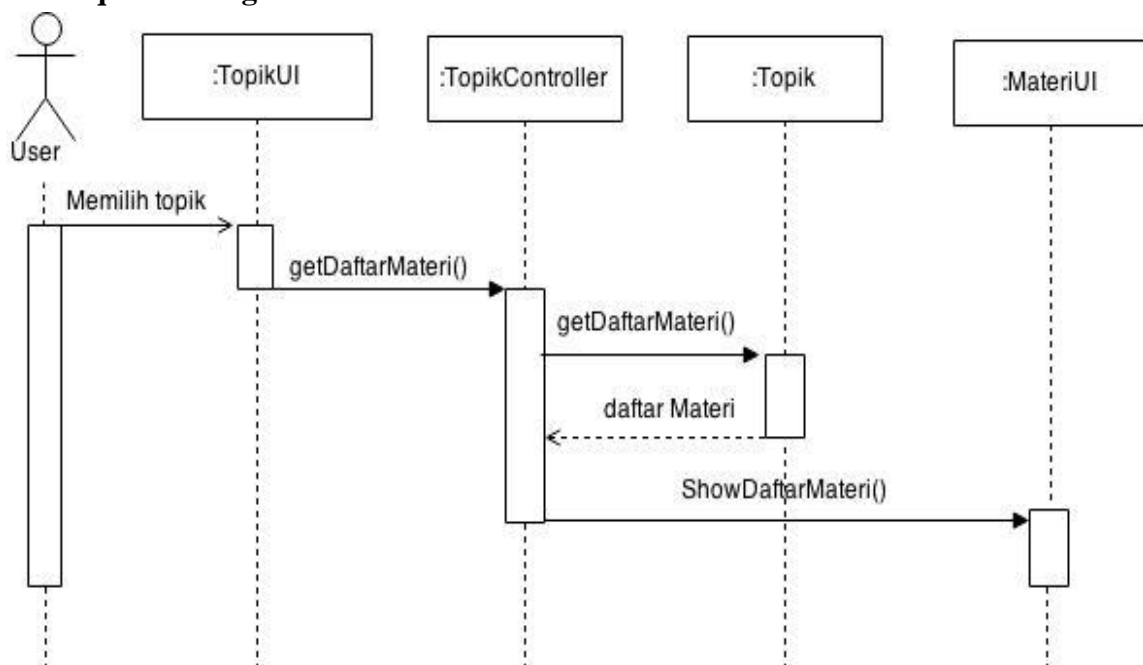 :TopikUI
:TopikController
:Topik
:MateriUI
User
Memilih topik
getDaftarMateri()
getDaftarMateri()
daftar Materi
ShowDaftarMateri()